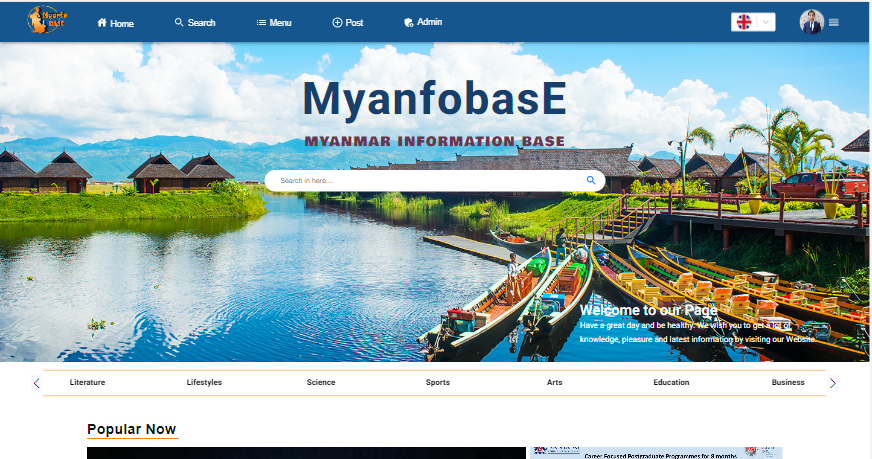 Myanfo
basE
Home
Search
Menu
Post
Admin
MyanfobasE
MYANMAR INFORMATION BASE
Search in here....
Welcome to our Page
Have a great day and be healthy. We wish you to get a lot of
knowledge, pleasure and latest information by visiting our Website.
Literature
Lifestyles
Science
Sports
Arts
Education
Business
Popular Now
Career Focused Postgraduate Programmes for 8 months